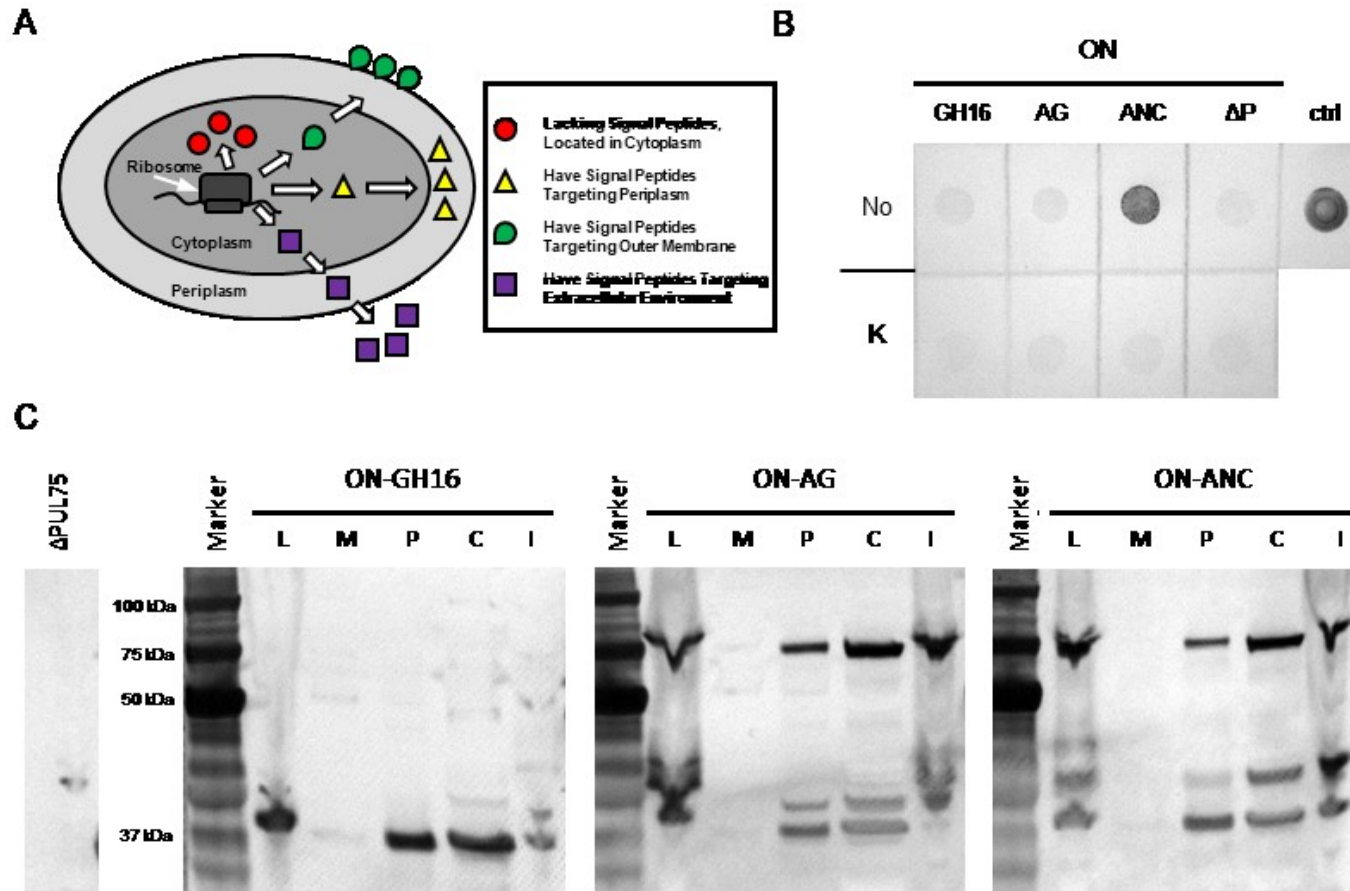 A
Ribosome
Cytoplasm
Periplasm
Lacking Signal Peptides,
Located in Cytoplasm
Have Signal Peptides
Targeting Periplasm
Have Signal Peptides
Targeting Outer Membrane
Have Signal Peptides Targeting
Extracellular Environment
B
ON
GH16 AG ANC ΔP ctrl
No
K
C
ΔPUL75
Marker
ON-GH16
L M P C I
100 kDa
75 kDa
50 kDa
37 kDa
Marker
ON-AG
L M P C I
Marker
ON-ANC
L M P C I